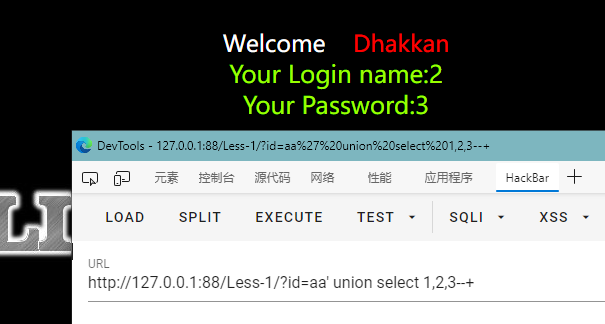 Welcome Dhakkan
Your Login name:2
Your Password:3
DevTools - 127.0.0.1:88/Less-1/?id=aa%27%20union%20select%201,2,3--+
元素 控制台 源代码 网络 性能 应用程序 HackBar
LOAD SPLIT EXECUTE TEST SQLI XSS
URL
http://127.0.0.1:88/Less-1/?id=aa' union select 1,2,3--+